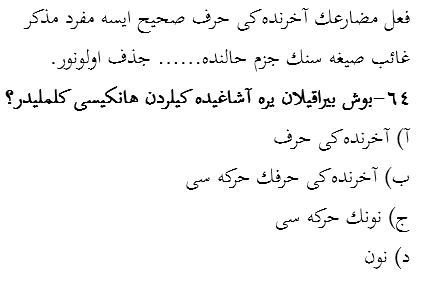 فعل مضارعك آخرنده كى حرف صحيح ايسه مفرد مذكر
غائب صيغه سنك جزم حالنده...... جذف اولونور.
٦٤-بوش بيراقيلان يره آشاغيده كيلردن هانكيسى كلمليدر؟
آ) آخرنده كى حرف
ب) آخرنده كى حرفك حركه سى
ج) نونك حركه سى
د) نون